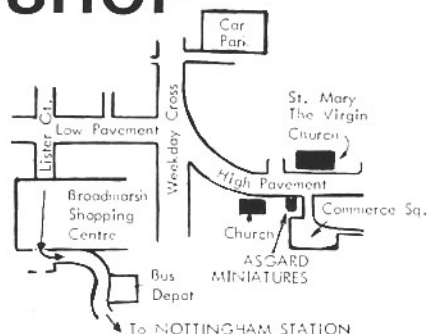 SHOP
Car
Park
Lister Gt.
Low Pavement
Weekday Cross
St. Mary
The Virgin
Church
High Pavement
Broadmarsh
Shopping
Centre
Commerce Sq.
Church
ASGARD
MINIATURES
Bus
Depot
To NOTTINGHAM STATION